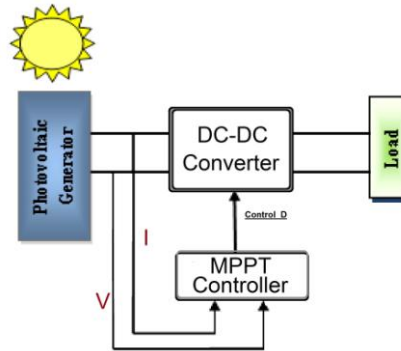 Photovoltaic
Generator
DC-DC
Converter
Load
Control D
I
MPPT
Controller
V